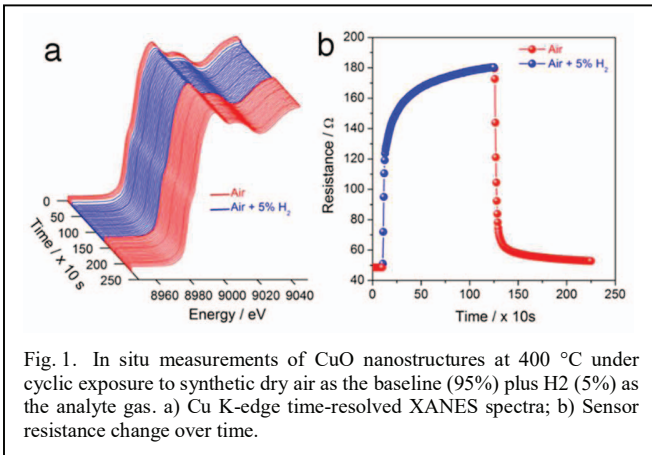 a
Air
Air + 5% H₂
0
50
100
150
200
250
Time / x 10 s
8960 8980 9000 9020 9040
Energy / eV
b
Air
Air + 5% H₂
200
180
160
140
120
100
80
60
40
Resistance / Ω
0 50 100 150 200 250
Time / x 10s
Fig. 1. In situ measurements of CuO nanostructures at 400 °C under
cyclic exposure to synthetic dry air as the baseline (95%) plus H2 (5%) as
the analyte gas. a) Cu K-edge time-resolved XANES spectra; b) Sensor
resistance change over time.